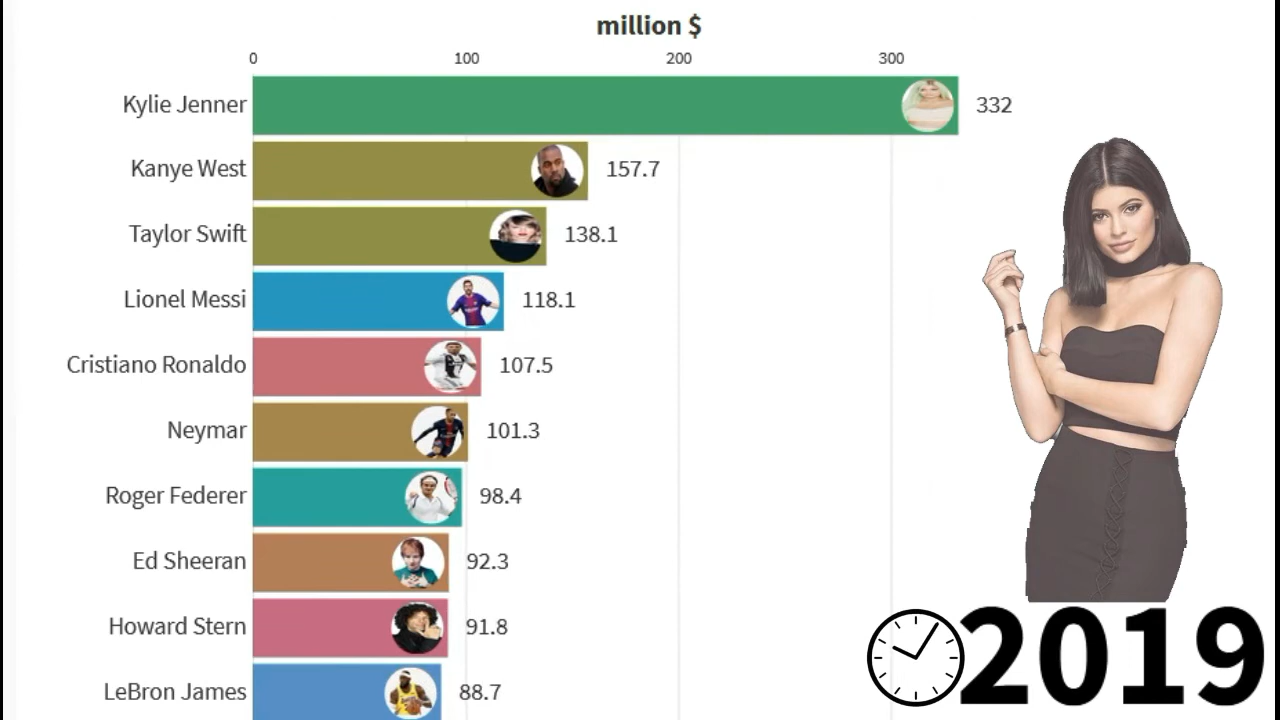 million $
0 100 200 300
Kylie Jenner 332
Kanye West 157.7
Taylor Swift 138.1
Lionel Messi 118.1
Cristiano Ronaldo 107.5
Neymar 101.3
Roger Federer 98.4
Ed Sheeran 92.3
Howard Stern 91.8
LeBron James 88.7
2019